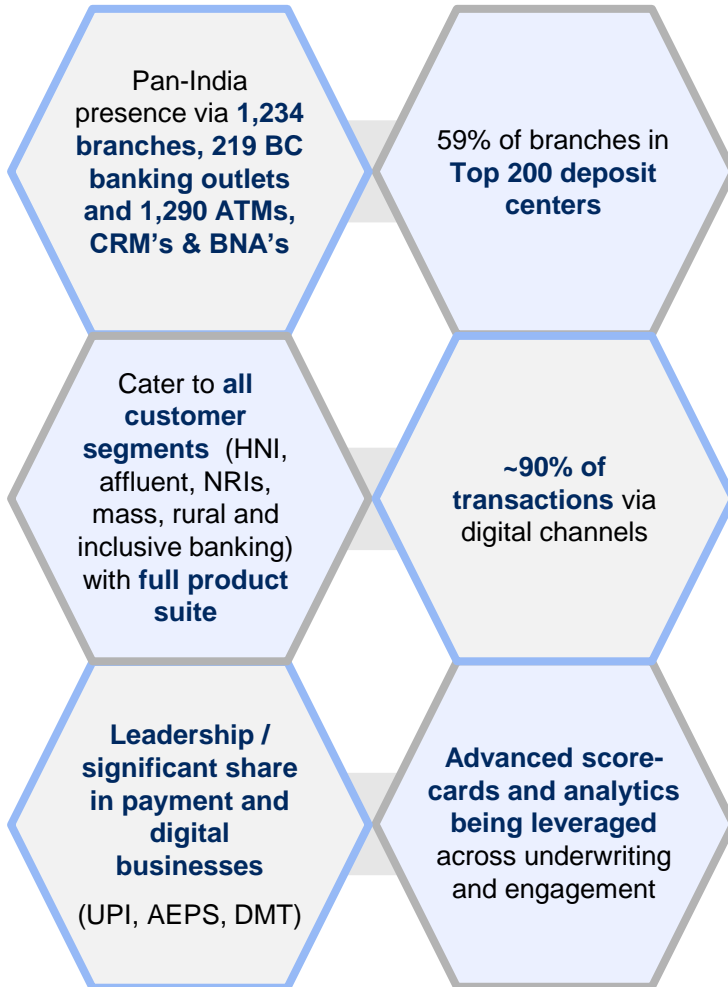 Pan-India
presence via 1,234
branches, 219 BC
banking outlets
and 1,290 ATMs,
CRM's & BNA's
59% of branches in
Top 200 deposit
centers
Cater to all
customer
segments (HNI,
affluent, NRIs,
mass, rural and
inclusive banking)
with full product
suite
~90% of
transactions via
digital channels
Leadership /
significant share
in payment and
digital
businesses
(UPI, AEPS, DMT)
Advanced score-
cards and analytics
being leveraged
across underwriting
and engagement